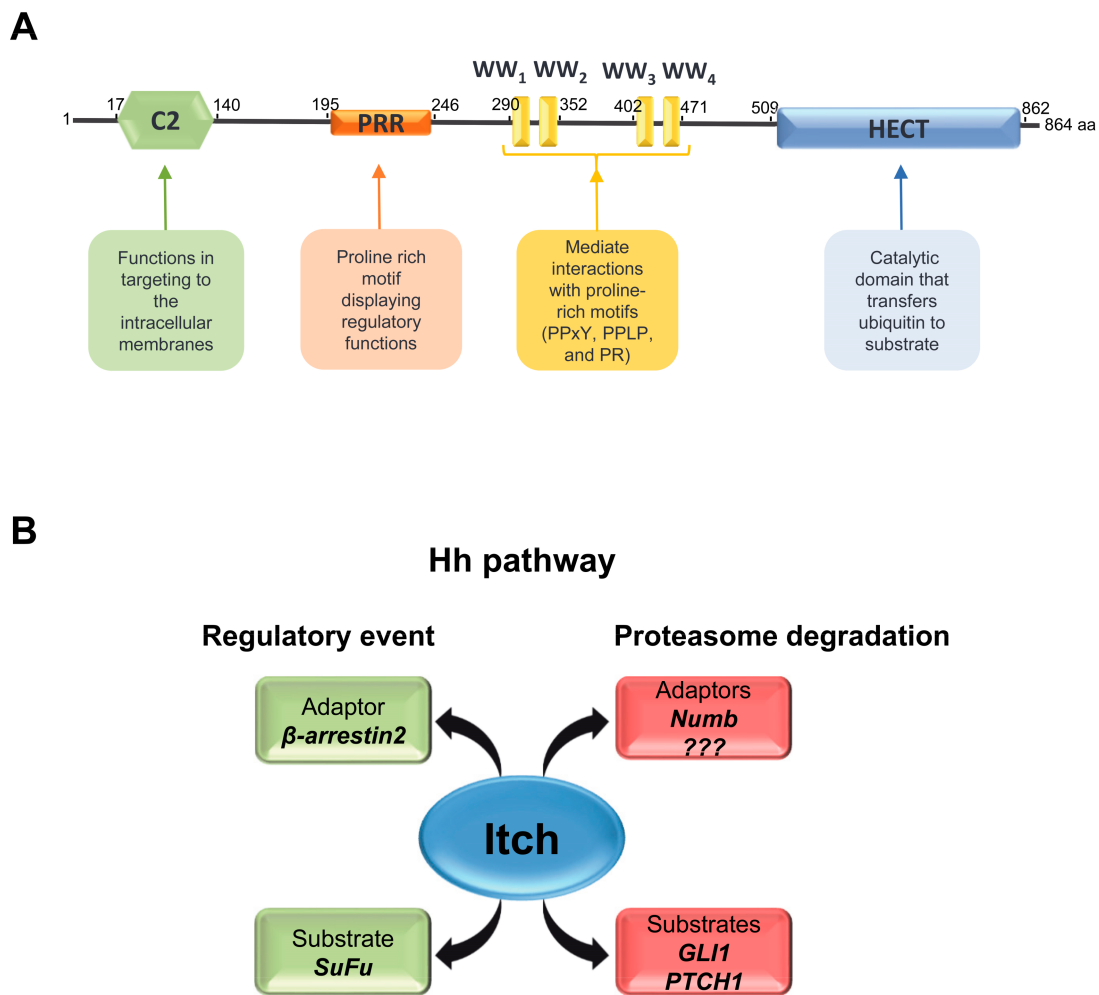 A
WW1 WW2 WW3 WW4
1 17 C2 140 195 PRR 246 290 352 402 471 509 HECT 862 864 aa
Functions in
targeting to
the
intracellular
membranes
Proline rich
motif
displaying
regulatory
functions
Mediate
interactions
with proline-
rich motifs
(PPxY, PPLP,
and PR)
Catalytic
domain that
transfers
ubiquitin to
substrate
B
Hh pathway
Regulatory event
Proteasome degradation
Adaptor
β-arrestin2
Adaptors
Numb
???
Itch
Substrate
SuFu
Substrates
GLI1
PTCH1